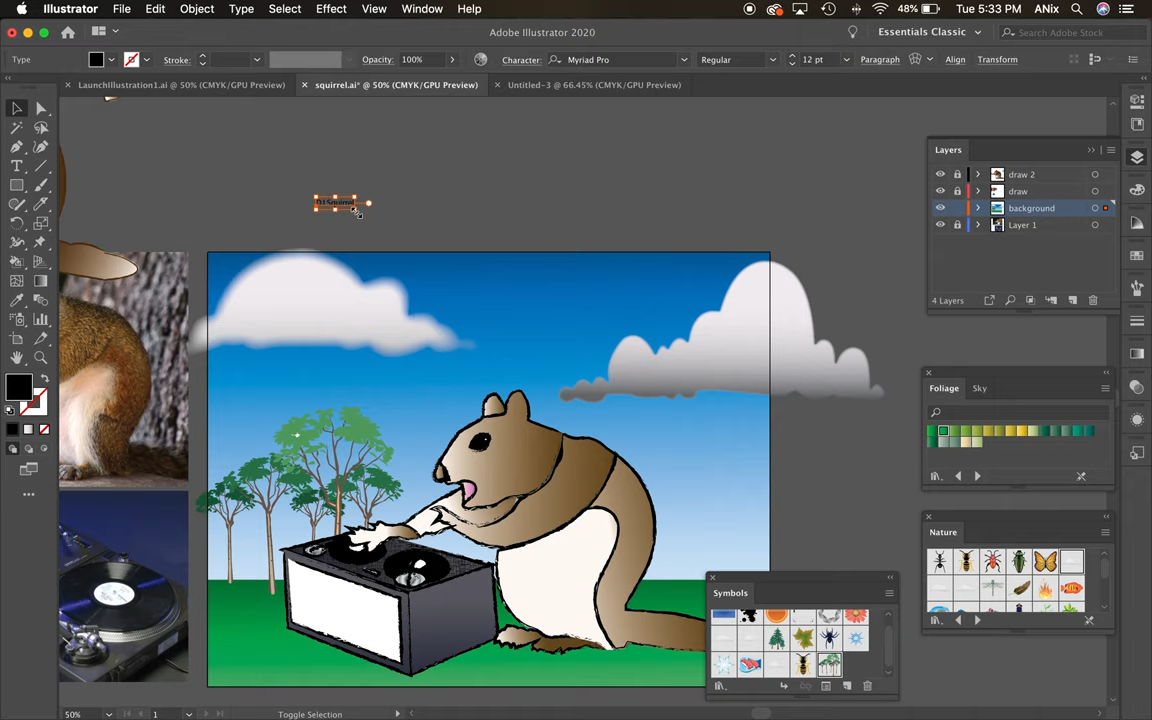 Illustrator File Edit Object Type Select Effect View Window Help 48% Tue 5:33 PM ANix
Adobe Illustrator 2020 Essentials Classic Search Adobe Stock
Type Stroke: Opacity: 100% Character: Myriad Pro Regular 12 pt Paragraph Align Transform
LaunchIllustration1.ai @ 50% (CMYK/GPU Preview) squirrel.ai* @ 50% (CMYK/GPU Preview) Untitled-3 @ 66.45% (CMYK/GPU Preview)
Layers
draw 2
DJ Squirrel
draw
background
Layer 1
4 Layers
Foliage Sky
Nature
Symbols
50% 1 Toggle Selection